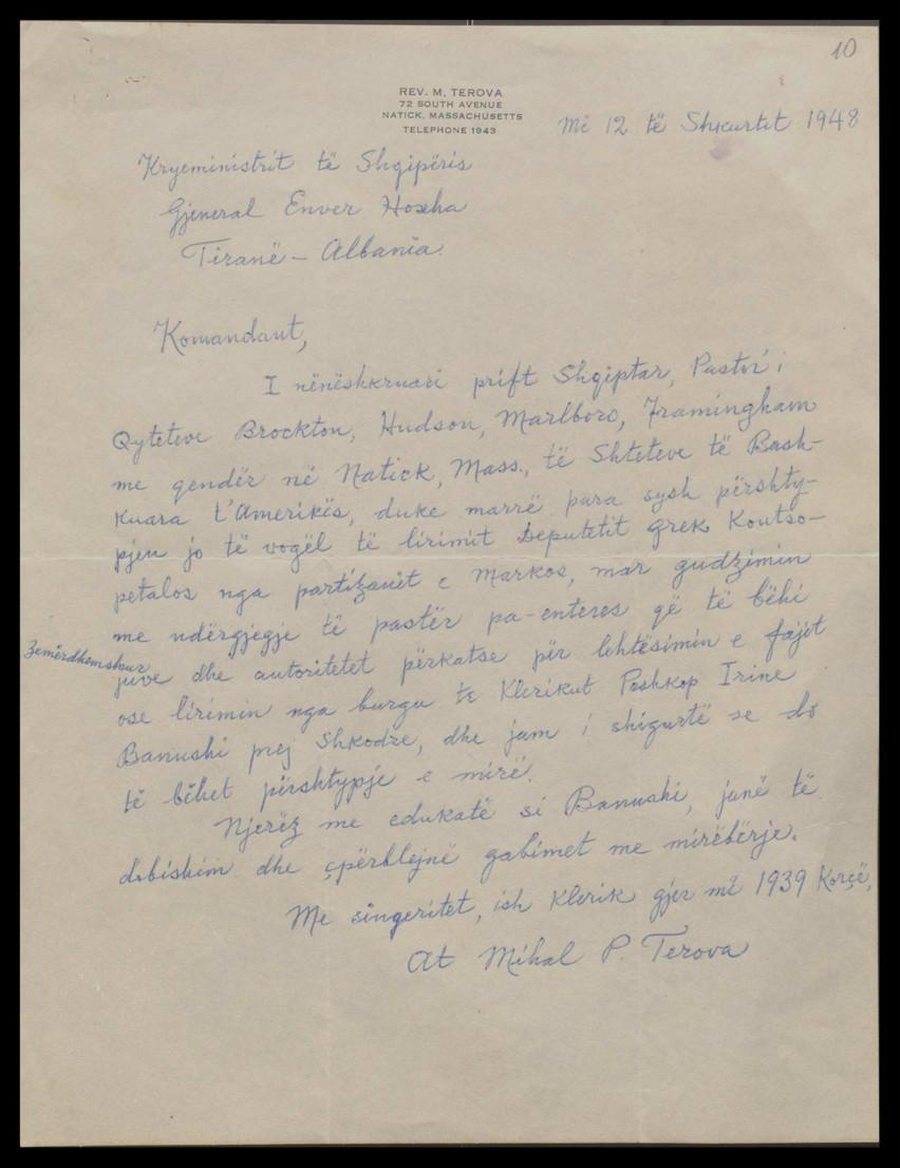 10
REV. M. TEROVA
72 SOUTH AVENUE
NATICK, MASSACHUSETTS
TELEPHONE 1943
Më 12 të Shkurtit 1948
Kryeministrit të Shqipëris
Gjeneral Enver Hoxha
Tiranë - Albania.
Komandant,
I nënëshkruari prift Shqiptar, Pastor i
Qyteteve Brockton, Hudson, Marlboro, Framingham
me qendër në Natick, Mass., të Shteteve të Bash-
kuara t'Amerikës, duke marrë para sysh përshty-
pjen jo të vogël të lirimit Deputetit grek Koutso-
petalos nga partizanit e Markos, mar gudzimin
me ndërgjegje të pastër pa-enteres që të bëhi
Zemërdhemshur
juve dhe autoritetet përkatse për lehtësimin e fajit
ose lirimin nga burgu te Klerikut Peshkop Irine
Banushi prej Shkodre, dhe jam i shigurtë se do
të bëhet përshtypje e mirë.
Njerëz me edukatë si Banushi, janë të
dobishim dhe çpërblejnë gabimet me mirëbërje.
Me singeritet, ish Klerik gjer më 1939 Korçë,
At Mihal P. Terova